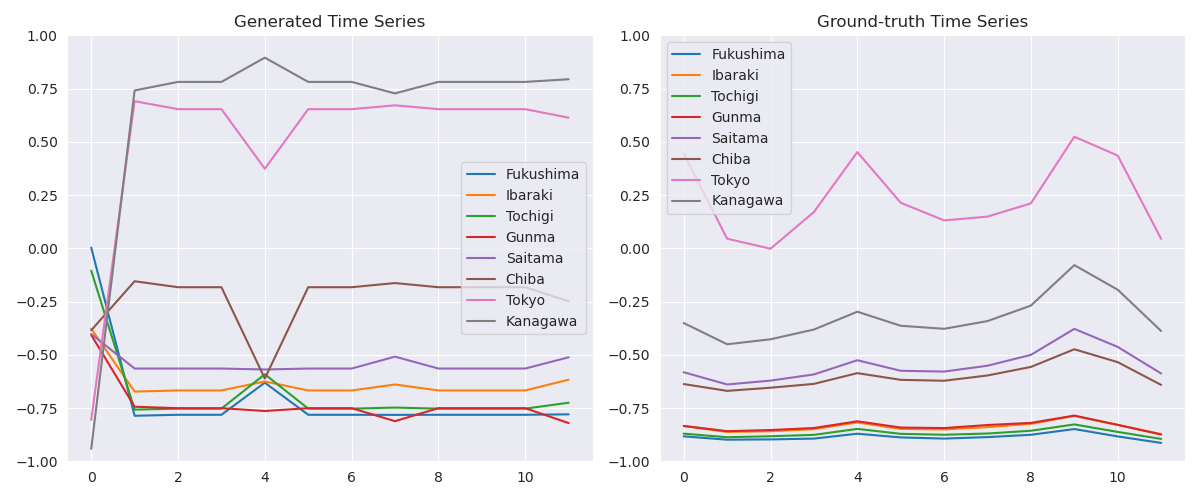 Generated Time Series
1.00
0.75
0.50
0.25
0.00
−0.25
−0.50
−0.75
−1.00
0 2 4 6 8 10
Fukushima
Ibaraki
Tochigi
Gunma
Saitama
Chiba
Tokyo
Kanagawa
Ground-truth Time Series
1.00
0.75
0.50
0.25
0.00
−0.25
−0.50
−0.75
−1.00
0 2 4 6 8 10
Fukushima
Ibaraki
Tochigi
Gunma
Saitama
Chiba
Tokyo
Kanagawa